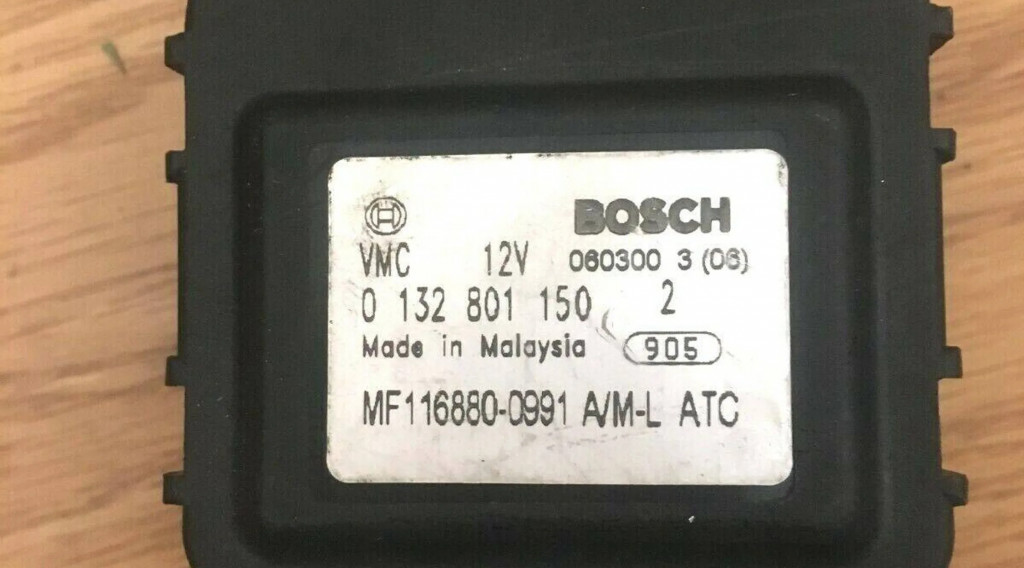 BOSCH
VMC 12V 060300 3 (06)
0 132 801 150 2
Made in Malaysia 905
MF116880-0991 A/M-L ATC